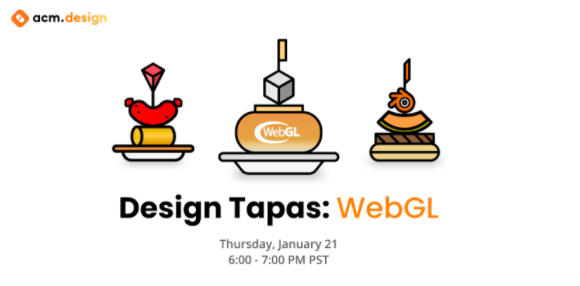 acm.design
WebGL
Design Tapas: WebGL
Thursday, January 21
6:00 - 7:00 PM PST